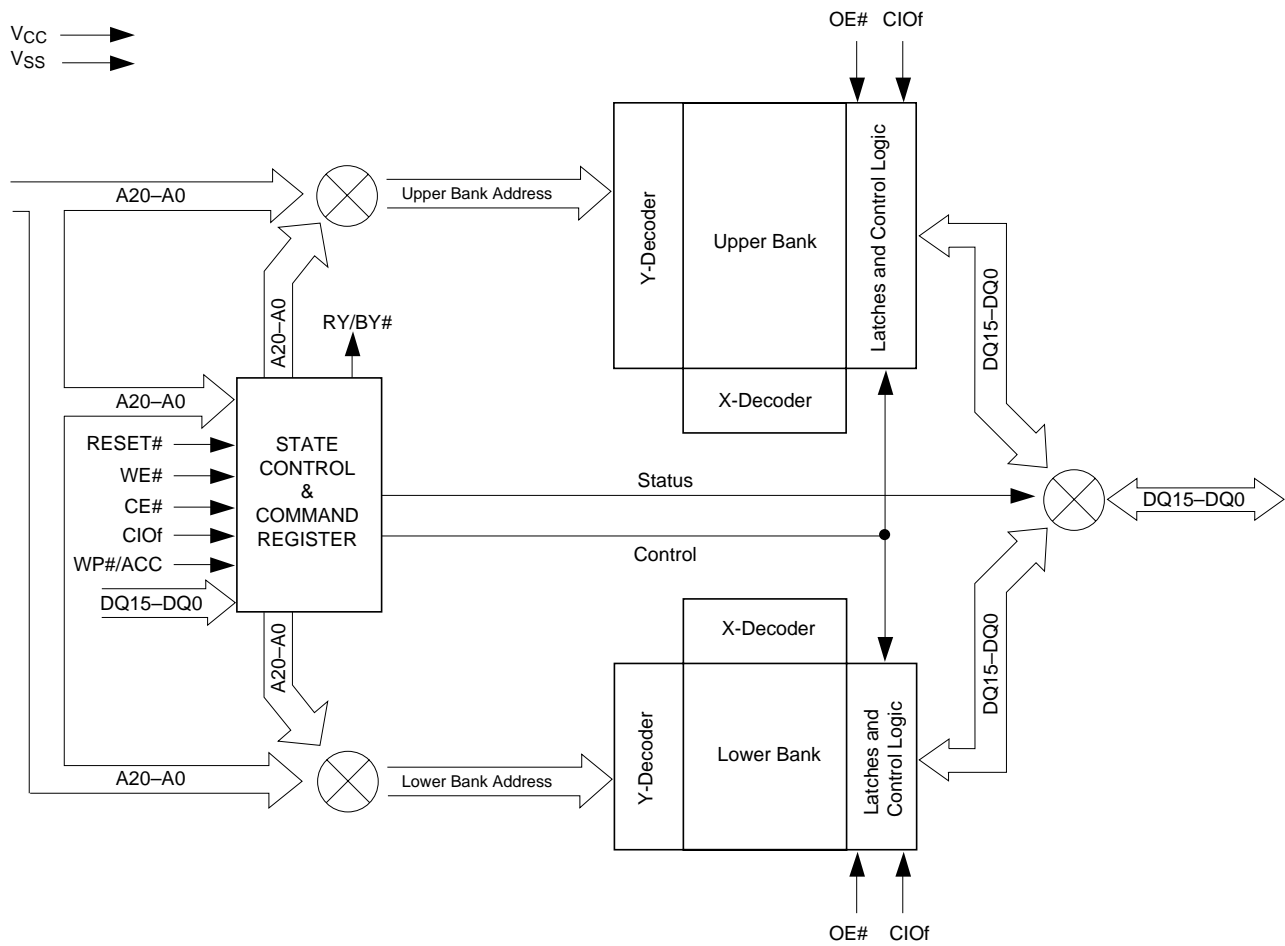 OE# CIOf
VCC
VSS
A20–A0
Upper Bank Address
Y-Decoder
Upper Bank
Latches and Control Logic
X-Decoder
DQ15–DQ0
A20–A0
RY/BY#
A20–A0
RESET#
WE#
CE#
CIOf
WP#/ACC
DQ15–DQ0
STATE
CONTROL
&
COMMAND
REGISTER
Status
Control
DQ15–DQ0
A20–A0
X-Decoder
Y-Decoder
Lower Bank
Latches and
Control Logic
DQ15–DQ0
A20–A0
Lower Bank Address
OE# CIOf